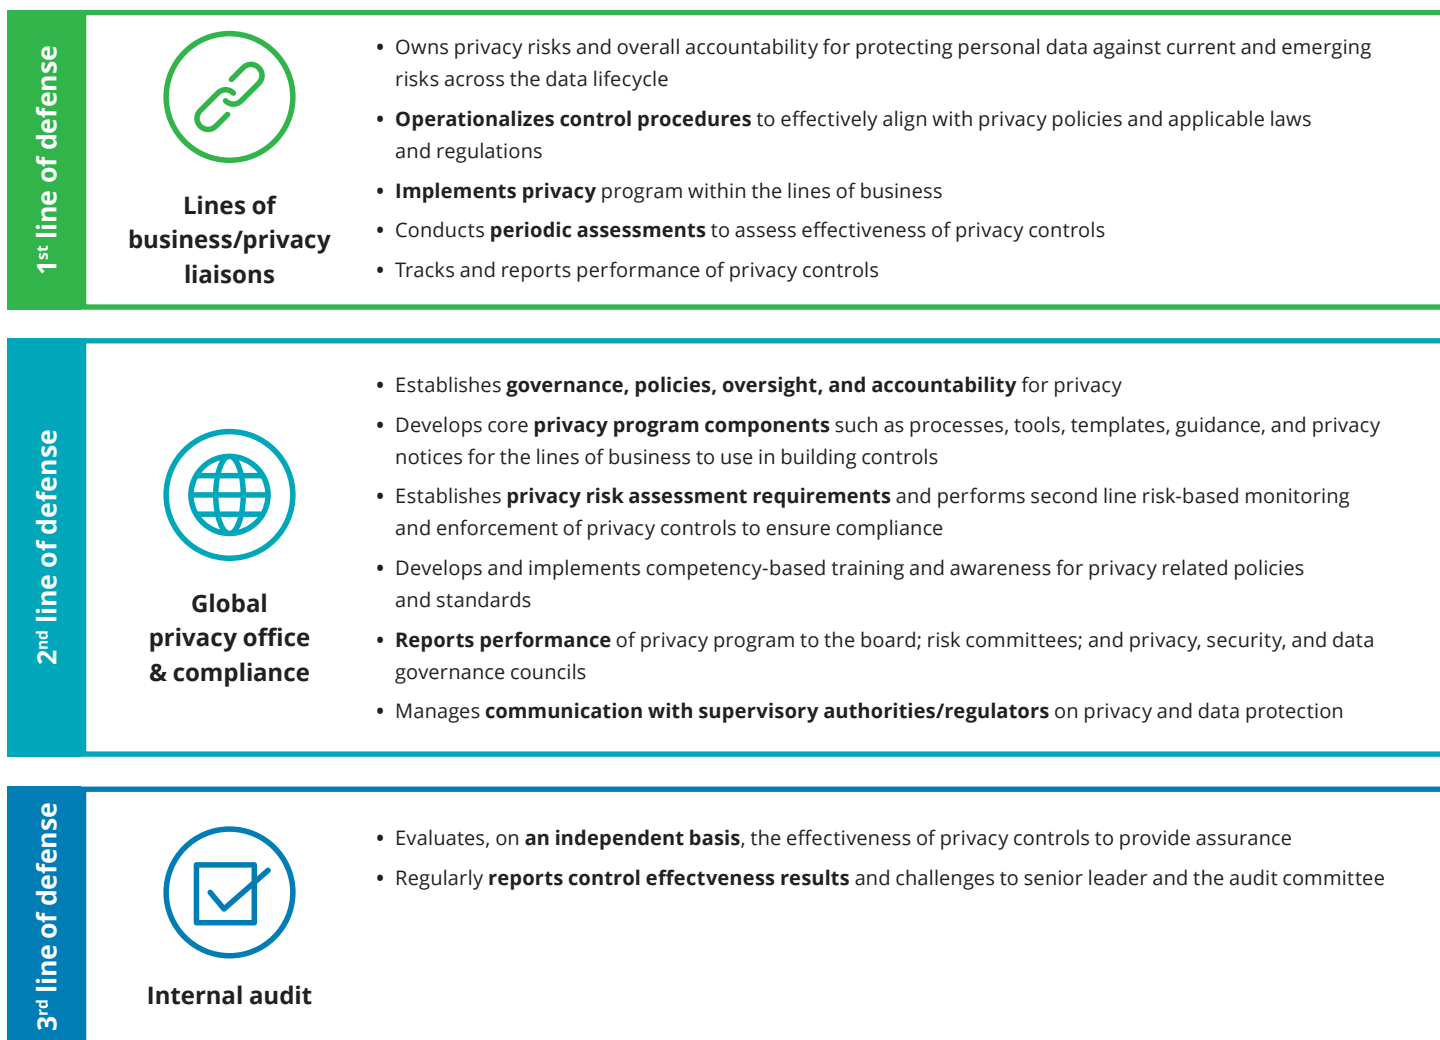 1st line of defense
Lines of
business/privacy
liaisons
• Owns privacy risks and overall accountability for protecting personal data against current and emerging
risks across the data lifecycle
• Operationalizes control procedures to effectively align with privacy policies and applicable laws
and regulations
• Implements privacy program within the lines of business
• Conducts periodic assessments to assess effectiveness of privacy controls
• Tracks and reports performance of privacy controls
2nd line of defense
Global
privacy office
& compliance
• Establishes governance, policies, oversight, and accountability for privacy
• Develops core privacy program components such as processes, tools, templates, guidance, and privacy
notices for the lines of business to use in building controls
• Establishes privacy risk assessment requirements and performs second line risk-based monitoring
and enforcement of privacy controls to ensure compliance
• Develops and implements competency-based training and awareness for privacy related policies
and standards
• Reports performance of privacy program to the board; risk committees; and privacy, security, and data
governance councils
• Manages communication with supervisory authorities/regulators on privacy and data protection
3rd line of defense
Internal audit
• Evaluates, on an independent basis, the effectiveness of privacy controls to provide assurance
• Regularly reports control effectveness results and challenges to senior leader and the audit committee